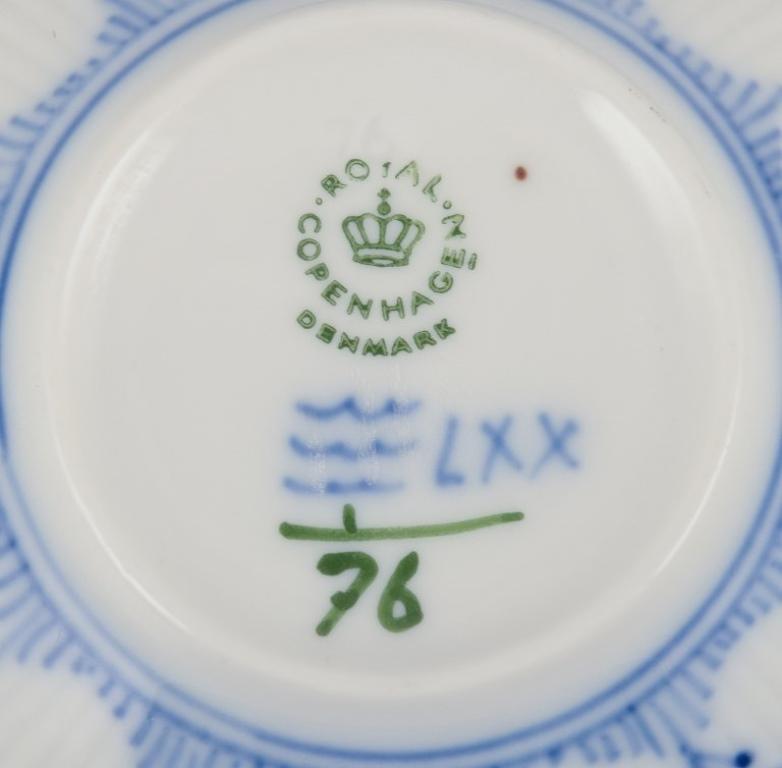 ROYAL
COPENHAGEN
DENMARK
LXX
1
76